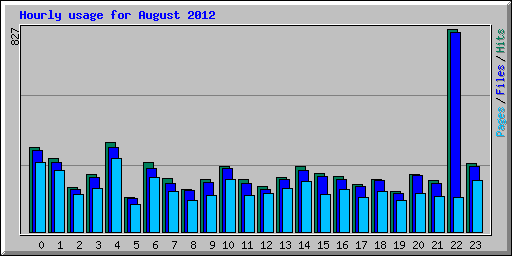 Hourly usage for August 2012
827
Pages / Files / Hits
0 1 2 3 4 5 6 7 8 9 10 11 12 13 14 15 16 17 18 19 20 21 22 23